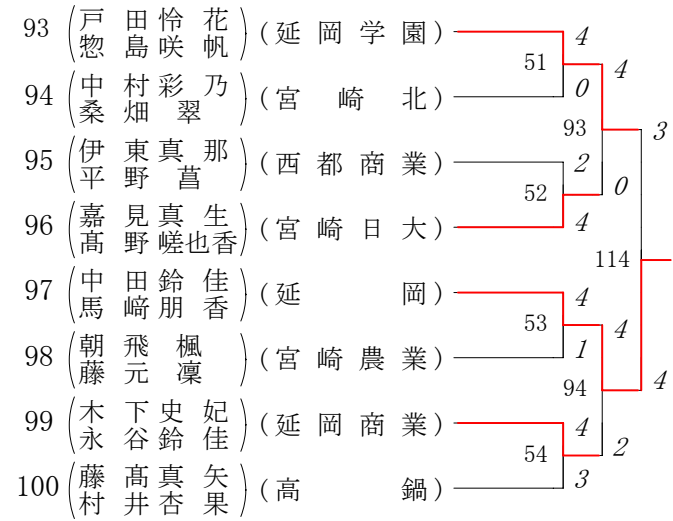 93 (戸田怜花 惣島咲帆) (延岡学園) 4
51 4
94 (中村彩乃 桑畑翠) (宮崎北) 0
93 3
95 (伊東真那 平野菖) (西都商業) 2
52 0
96 (嘉見真生 髙野嵯也香) (宮崎日大) 4
114
97 (中田鈴佳 馬﨑朋香) (延岡) 4
53 4
98 (朝飛楓 藤元凜) (宮崎農業) 1
94 4
99 (木下史妃 永谷鈴佳) (延岡商業) 4
54 2
100 (藤髙真矢 村井杏果) (高鍋) 3